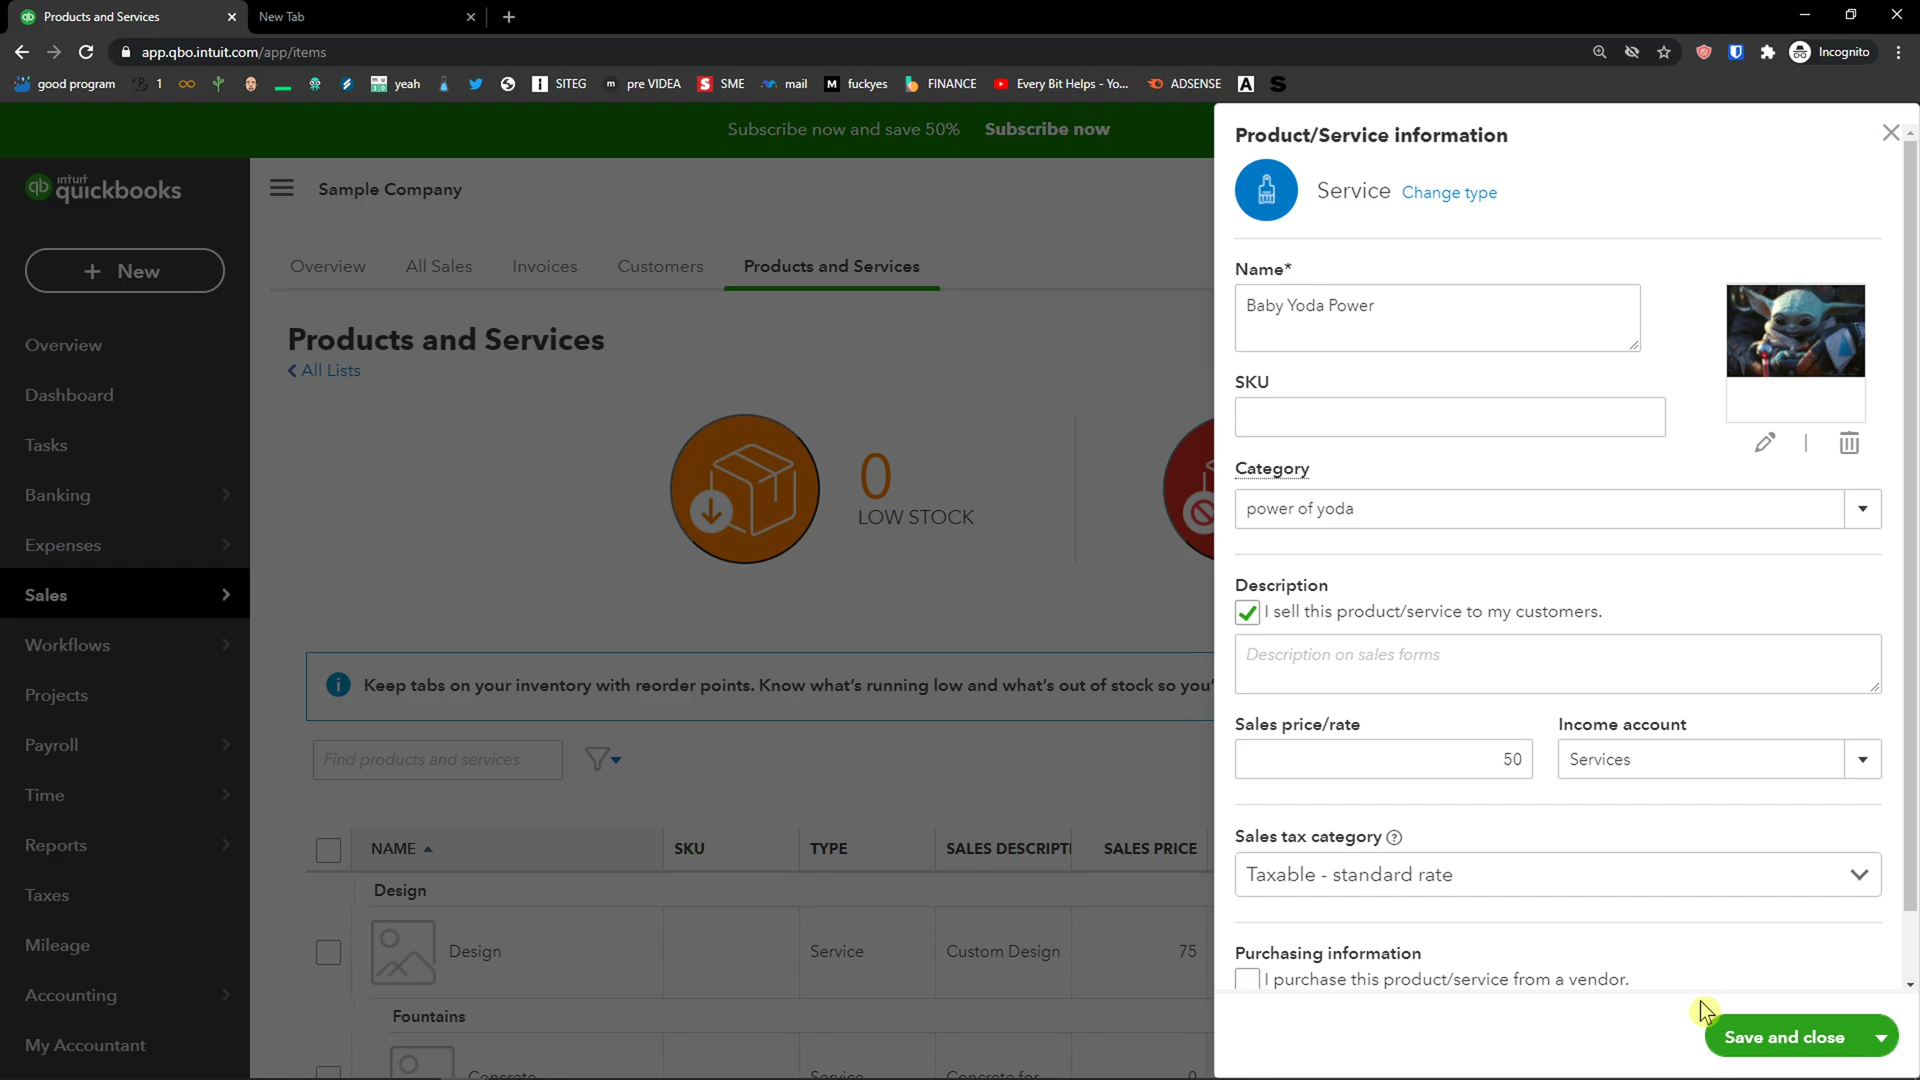 Products and Services
New Tab
app.qbo.intuit.com/app/items
Incognito
good program
1
yeah
SITEG
pre VIDEA
SME
mail
fuckyes
FINANCE
Every Bit Helps - Yo...
ADSENSE
Subscribe now and save 50% Subscribe now
intuit
quickbooks
+ New
Overview
Dashboard
Tasks
Banking
Expenses
Sales
Workflows
Projects
Payroll
Time
Reports
Taxes
Mileage
Accounting
My Accountant
Sample Company
Overview All Sales Invoices Customers Products and Services
Products and Services
All Lists
0
LOW STOCK
Keep tabs on your inventory with reorder points. Know what's running low and what's out of stock so you'
Find products and services
NAME SKU TYPE SALES DESCRIPTI SALES PRICE
Design
Design Service Custom Design 75
Fountains
Concrete Service Concrete for 0
Product/Service information
Service Change type
Name*
Baby Yoda Power
SKU
Category
power of yoda
Description
I sell this product/service to my customers.
Description on sales forms
Sales price/rate Income account
50 Services
Sales tax category
Taxable - standard rate
Purchasing information
I purchase this product/service from a vendor.
Save and close